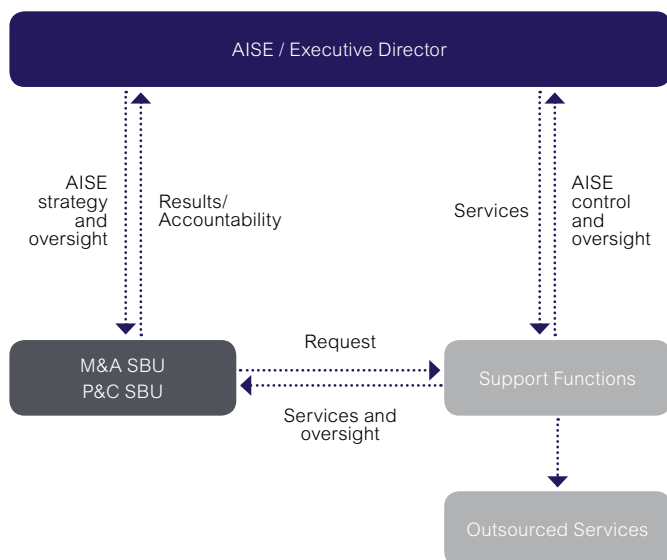 AISE / Executive Director
AISE
strategy
and
oversight
Results/
Accountability
Services
AISE
control
and
oversight
M&A SBU
P&C SBU
Request
Services and
oversight
Support Functions
Outsourced Services